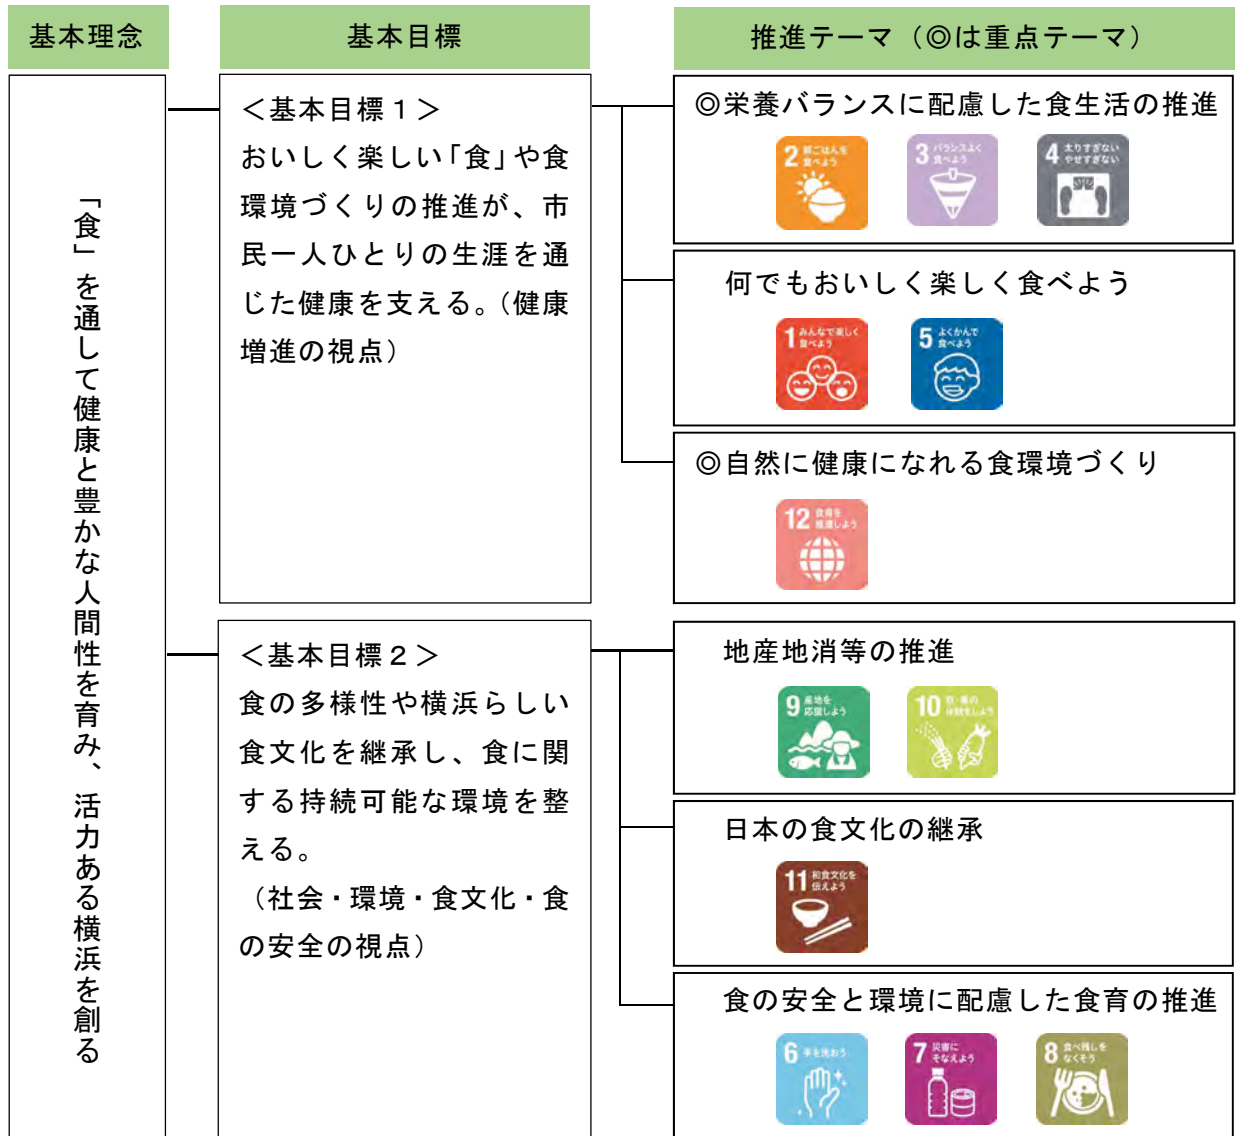 基本理念
基本目標
推進テーマ（◎は重点テーマ）
「食」を通して健康と豊かな人間性を育み、活力ある横浜を創る
＜基本目標１＞
おいしく楽しい「食」や食
環境づくりの推進が、市
民一人ひとりの生涯を通
じた健康を支える。（健康
増進の視点）
◎栄養バランスに配慮した食生活の推進
2 朝ごはんを
食べよう
3 バランスよく
食べよう
4 太りすぎない
やせすぎない
何でもおいしく楽しく食べよう
1 みんなで楽しく
食べよう
5 よくかんで
食べよう
◎自然に健康になれる食環境づくり
12 食育を
推進しよう
＜基本目標２＞
食の多様性や横浜らしい
食文化を継承し、食に関
する持続可能な環境を整
える。
（社会・環境・食文化・食
の安全の視点）
地産地消等の推進
9 産地を
応援しよう
10 食・農の
体験をしよう
日本の食文化の継承
11 和食文化を
伝えよう
食の安全と環境に配慮した食育の推進
6 手を洗おう
7 災害に
そなえよう
8 食べ残しを
なくそう